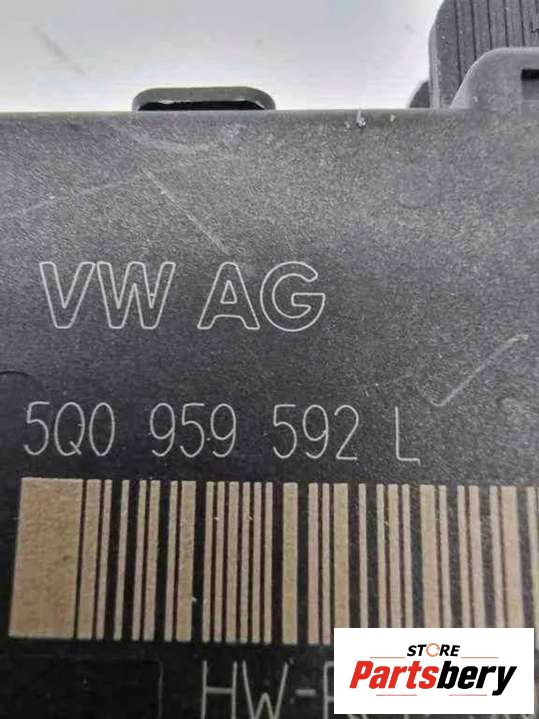 VW AG
5Q0 959 592 L
STORE
Partsbery